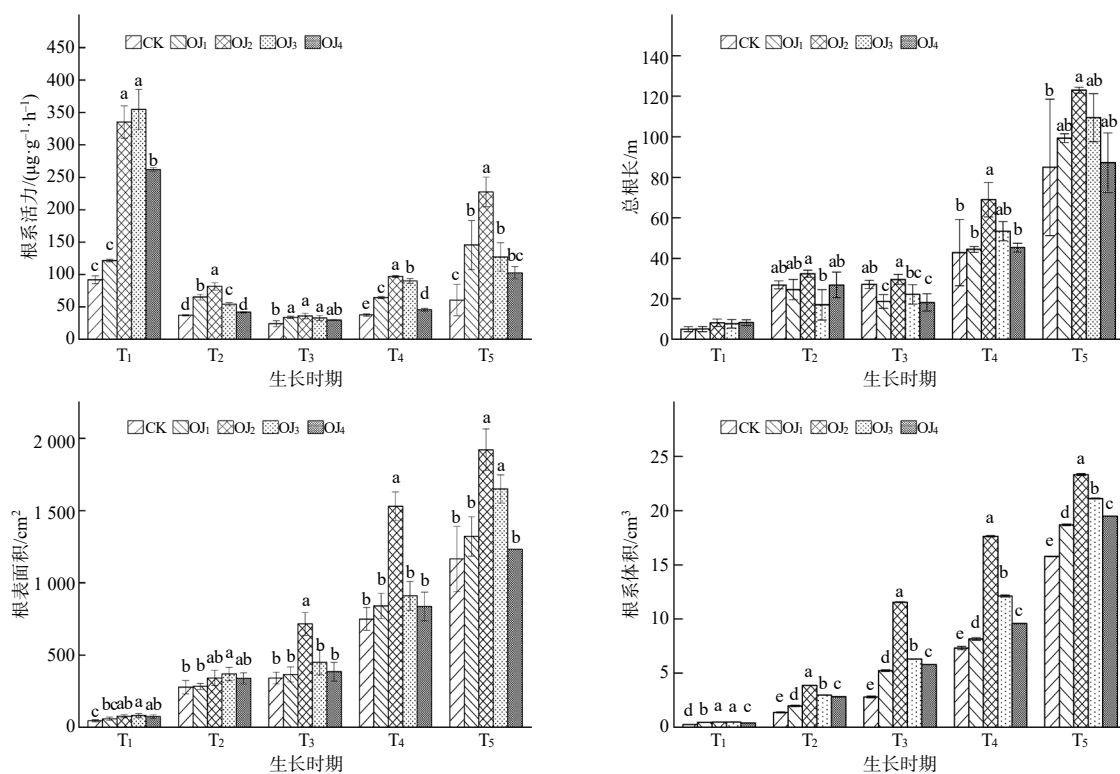 CK OJ₁ OJ₂ OJ₃ OJ₄
根系活力/(μg·g⁻¹·h⁻¹)
450
400
350
300
250
200
150
100
50
0
c c a a b
d b a c d
b a a a ab
e c a b d
c b a b bc
T₁ T₂ T₃ T₄ T₅
生长时期
CK OJ₁ OJ₂ OJ₃ OJ₄
总根长/m
140
120
100
80
60
40
20
0
ab ab a b ab
ab c a bc c
b b a ab b
b ab a ab ab
T₁ T₂ T₃ T₄ T₅
生长时期
CK OJ₁ OJ₂ OJ₃ OJ₄
根表面积/cm²
2 000
1 500
1 000
500
0
c bc ab a ab
b b ab a ab
b b a b b
b b a b b
b b a a b
T₁ T₂ T₃ T₄ T₅
生长时期
CK OJ₁ OJ₂ OJ₃ OJ₄
根系体积/cm³
25
20
15
10
5
0
d b a a c
e d a b c
e d a b c
e d a b c
e d a b c
T₁ T₂ T₃ T₄ T₅
生长时期